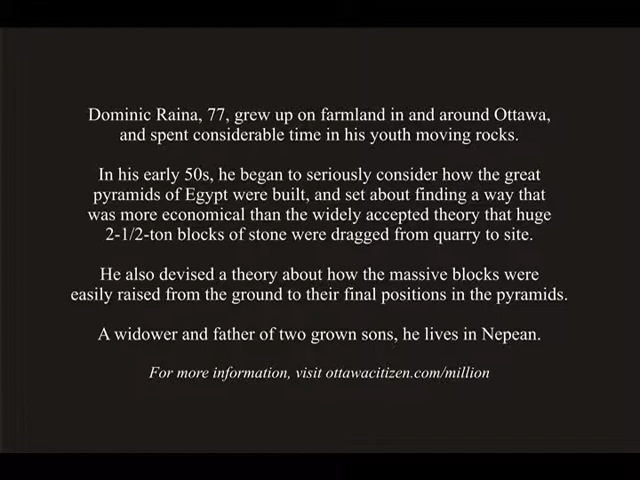 Dominic Raina, 77, grew up on farmland in and around Ottawa,
and spent considerable time in his youth moving rocks.
In his early 50s, he began to seriously consider how the great
pyramids of Egypt were built, and set about finding a way that
was more economical than the widely accepted theory that huge
2-1/2-ton blocks of stone were dragged from quarry to site.
He also devised a theory about how the massive blocks were
easily raised from the ground to their final positions in the pyramids.
A widower and father of two grown sons, he lives in Nepean.
For more information, visit ottawacitizen.com/million